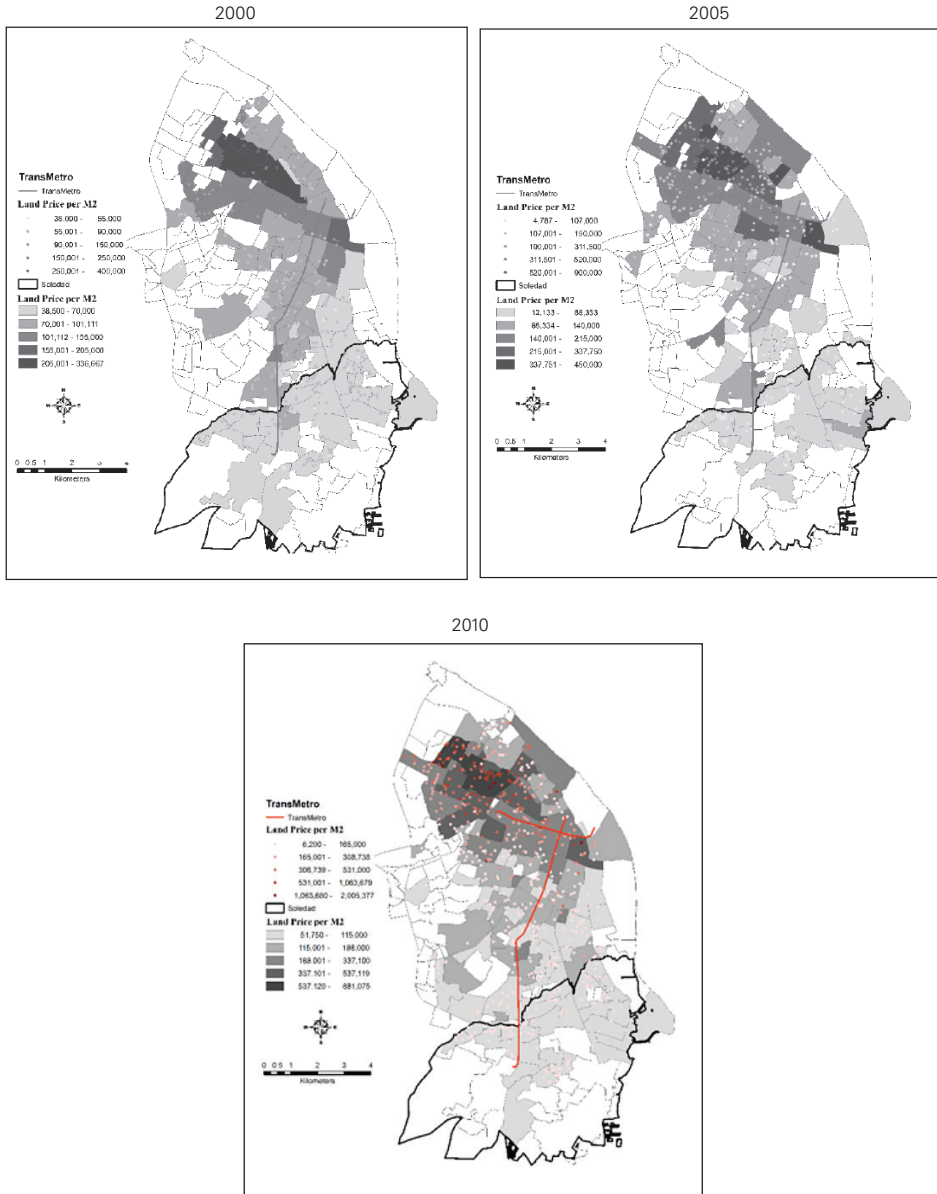 2000
TransMetro
TransMetro
Land Price per M2
38,000 - 55,000
55,001 - 90,000
90,001 - 150,000
150,001 - 250,000
250,001 - 400,000
Soledad
Land Price per M2
38,500 - 70,000
70,001 - 101,111
101,112 - 155,000
155,001 - 205,000
205,001 - 336,667
N
W E
S
0 0.5 1 2 3 4
Kilometers
2005
TransMetro
TransMetro
Land Price per M2
4,787 - 107,000
107,001 - 190,000
190,001 - 311,500
311,501 - 520,000
520,001 - 900,000
Soledad
Land Price per M2
12,133 - 88,333
88,334 - 140,000
140,001 - 215,000
215,001 - 337,750
337,751 - 450,000
N
W E
S
0 0.5 1 2 3 4
Kilometers
2010
TransMetro
TransMetro
Land Price per M2
6,200 - 165,000
165,001 - 308,738
308,739 - 531,000
531,001 - 1,063,679
1,063,680 - 2,005,377
Soledad
Land Price per M2
51,750 - 115,000
115,001 - 188,000
188,001 - 337,100
337,101 - 537,119
537,120 - 881,075
N
W E
S
0 0.5 1 2 3 4
Kilometers